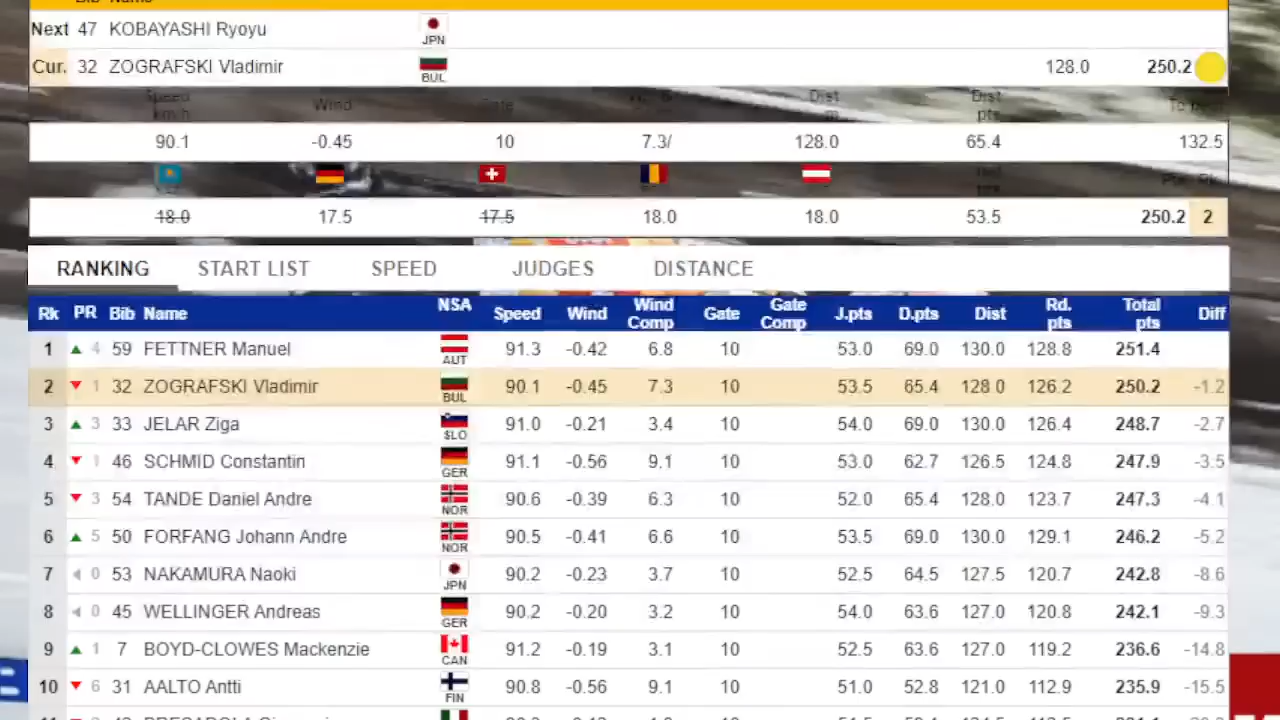 Next 47 KOBAYASHI Ryoyu JPN
Cur. 32 ZOGRAFSKI Vladimir BUL 128.0 250.2
Speed km/h Wind Gate Dist m Dist pts
90.1 -0.45 10 7.3/ 128.0 65.4 132.5
18.0 17.5 17.5 18.0 18.0 53.5 250.2 2
RANKING START LIST SPEED JUDGES DISTANCE
Rk PR Bib Name NSA Speed Wind Wind Comp Gate Gate Comp J.pts D.pts Dist Rd. pts Total pts Diff
1 4 59 FETTNER Manuel AUT 91.3 -0.42 6.8 10 53.0 69.0 130.0 128.8 251.4
2 1 32 ZOGRAFSKI Vladimir BUL 90.1 -0.45 7.3 10 53.5 65.4 128.0 126.2 250.2 -1.2
3 3 33 JELAR Ziga SLO 91.0 -0.21 3.4 10 54.0 69.0 130.0 126.4 248.7 -2.7
4 1 46 SCHMID Constantin GER 91.1 -0.56 9.1 10 53.0 62.7 126.5 124.8 247.9 -3.5
5 3 54 TANDE Daniel Andre NOR 90.6 -0.39 6.3 10 52.0 65.4 128.0 123.7 247.3 -4.1
6 5 50 FORFANG Johann Andre NOR 90.5 -0.41 6.6 10 53.5 69.0 130.0 129.1 246.2 -5.2
7 0 53 NAKAMURA Naoki JPN 90.2 -0.23 3.7 10 52.5 64.5 127.5 120.7 242.8 -8.6
8 0 45 WELLINGER Andreas GER 90.2 -0.20 3.2 10 54.0 63.6 127.0 120.8 242.1 -9.3
9 1 7 BOYD-CLOWES Mackenzie CAN 91.2 -0.19 3.1 10 52.5 63.6 127.0 119.2 236.6 -14.8
10 6 31 AALTO Antti FIN 90.8 -0.56 9.1 10 51.0 52.8 121.0 112.9 235.9 -15.5